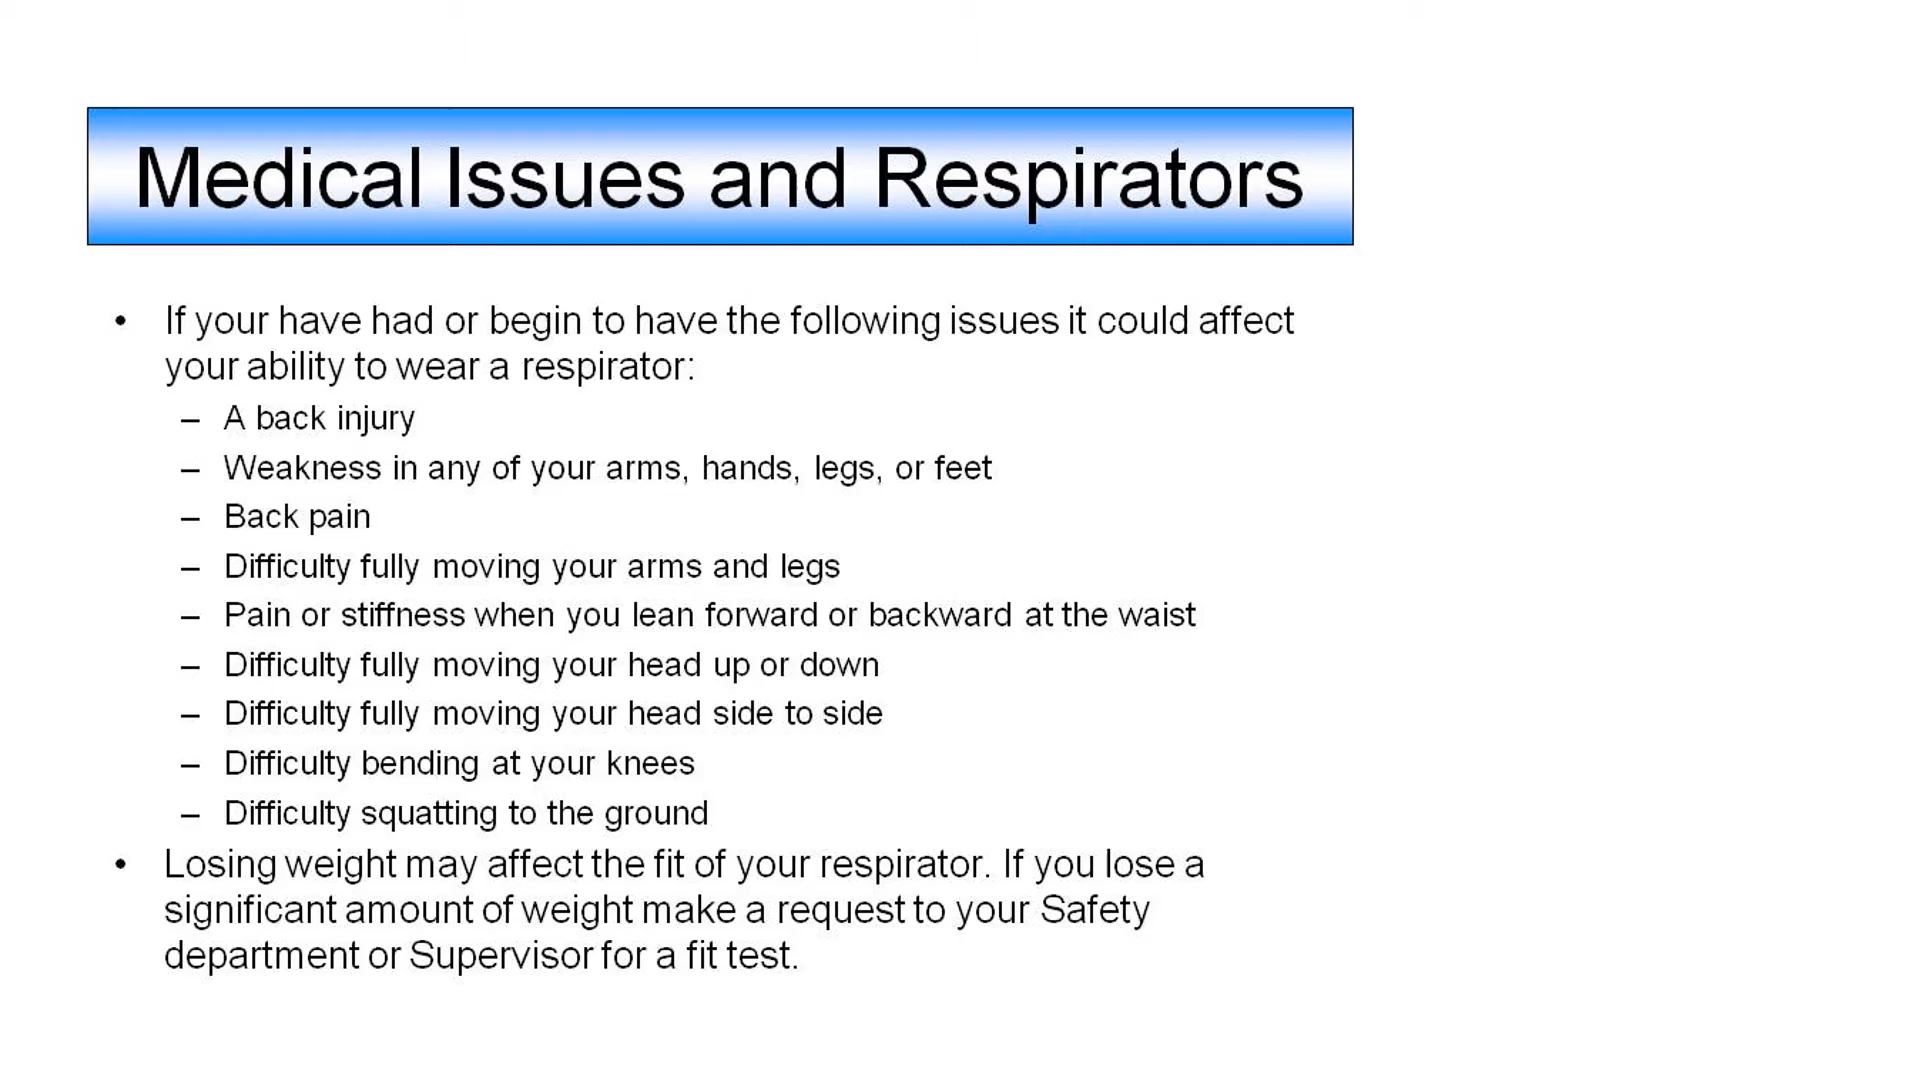 Medical Issues and Respirators
• If your have had or begin to have the following issues it could affect
your ability to wear a respirator:
– A back injury
– Weakness in any of your arms, hands, legs, or feet
– Back pain
– Difficulty fully moving your arms and legs
– Pain or stiffness when you lean forward or backward at the waist
– Difficulty fully moving your head up or down
– Difficulty fully moving your head side to side
– Difficulty bending at your knees
– Difficulty squatting to the ground
• Losing weight may affect the fit of your respirator. If you lose a
significant amount of weight make a request to your Safety
department or Supervisor for a fit test.